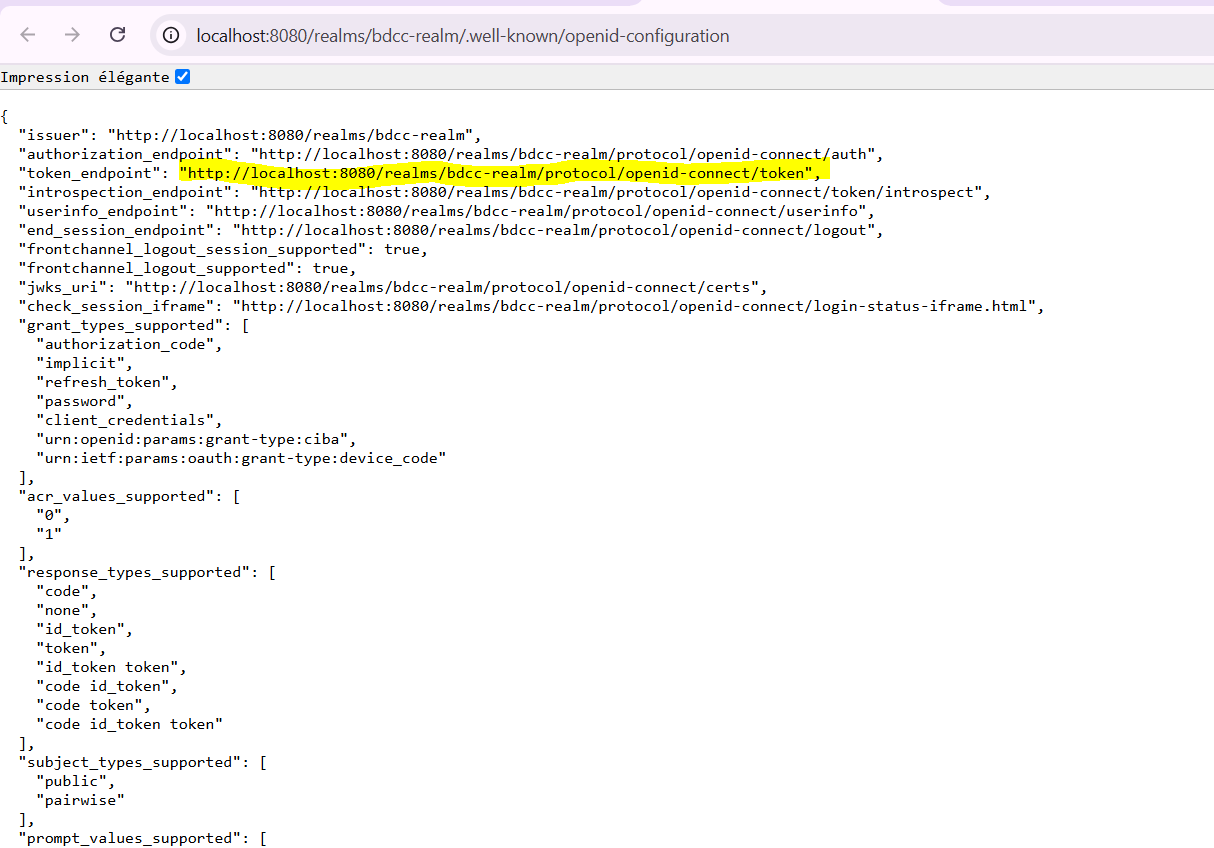 localhost:8080/realms/bdcc-realm/.well-known/openid-configuration
Impression élégante
{
  "issuer": "http://localhost:8080/realms/bdcc-realm",
  "authorization_endpoint": "http://localhost:8080/realms/bdcc-realm/protocol/openid-connect/auth",
  "token_endpoint": "http://localhost:8080/realms/bdcc-realm/protocol/openid-connect/token",
  "introspection_endpoint": "http://localhost:8080/realms/bdcc-realm/protocol/openid-connect/token/introspect",
  "userinfo_endpoint": "http://localhost:8080/realms/bdcc-realm/protocol/openid-connect/userinfo",
  "end_session_endpoint": "http://localhost:8080/realms/bdcc-realm/protocol/openid-connect/logout",
  "frontchannel_logout_session_supported": true,
  "frontchannel_logout_supported": true,
  "jwks_uri": "http://localhost:8080/realms/bdcc-realm/protocol/openid-connect/certs",
  "check_session_iframe": "http://localhost:8080/realms/bdcc-realm/protocol/openid-connect/login-status-iframe.html",
  "grant_types_supported": [
    "authorization_code",
    "implicit",
    "refresh_token",
    "password",
    "client_credentials",
    "urn:openid:params:grant-type:ciba",
    "urn:ietf:params:oauth:grant-type:device_code"
  ],
  "acr_values_supported": [
    "0",
    "1"
  ],
  "response_types_supported": [
    "code",
    "none",
    "id_token",
    "token",
    "id_token token",
    "code id_token",
    "code token",
    "code id_token token"
  ],
  "subject_types_supported": [
    "public",
    "pairwise"
  ],
  "prompt_values_supported": [